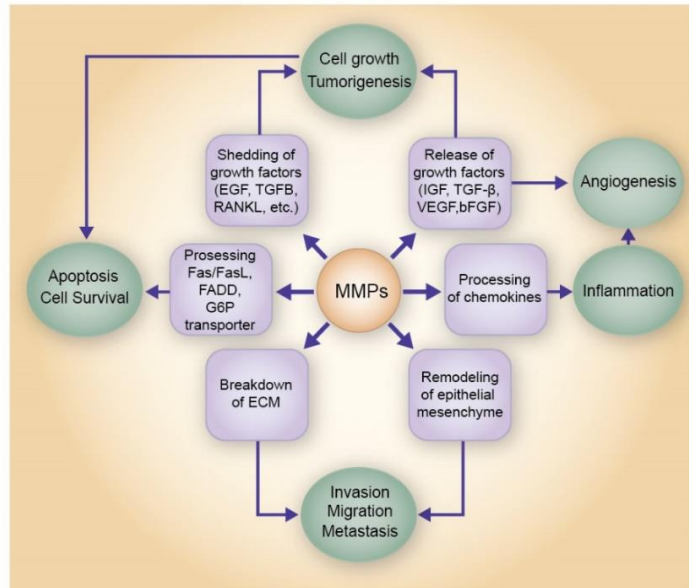 Cell growth
Tumorigenesis
Shedding of
growth factors
(EGF, TGFB,
RANKL, etc.)
Release of
growth factors
(IGF, TGF-β,
VEGF,bFGF)
Angiogenesis
Apoptosis
Cell Survival
Prosessing
Fas/FasL,
FADD,
G6P
transporter
MMPs
Processing
of chemokines
Inflammation
Breakdown
of ECM
Remodeling
of epithelial
mesenchyme
Invasion
Migration
Metastasis